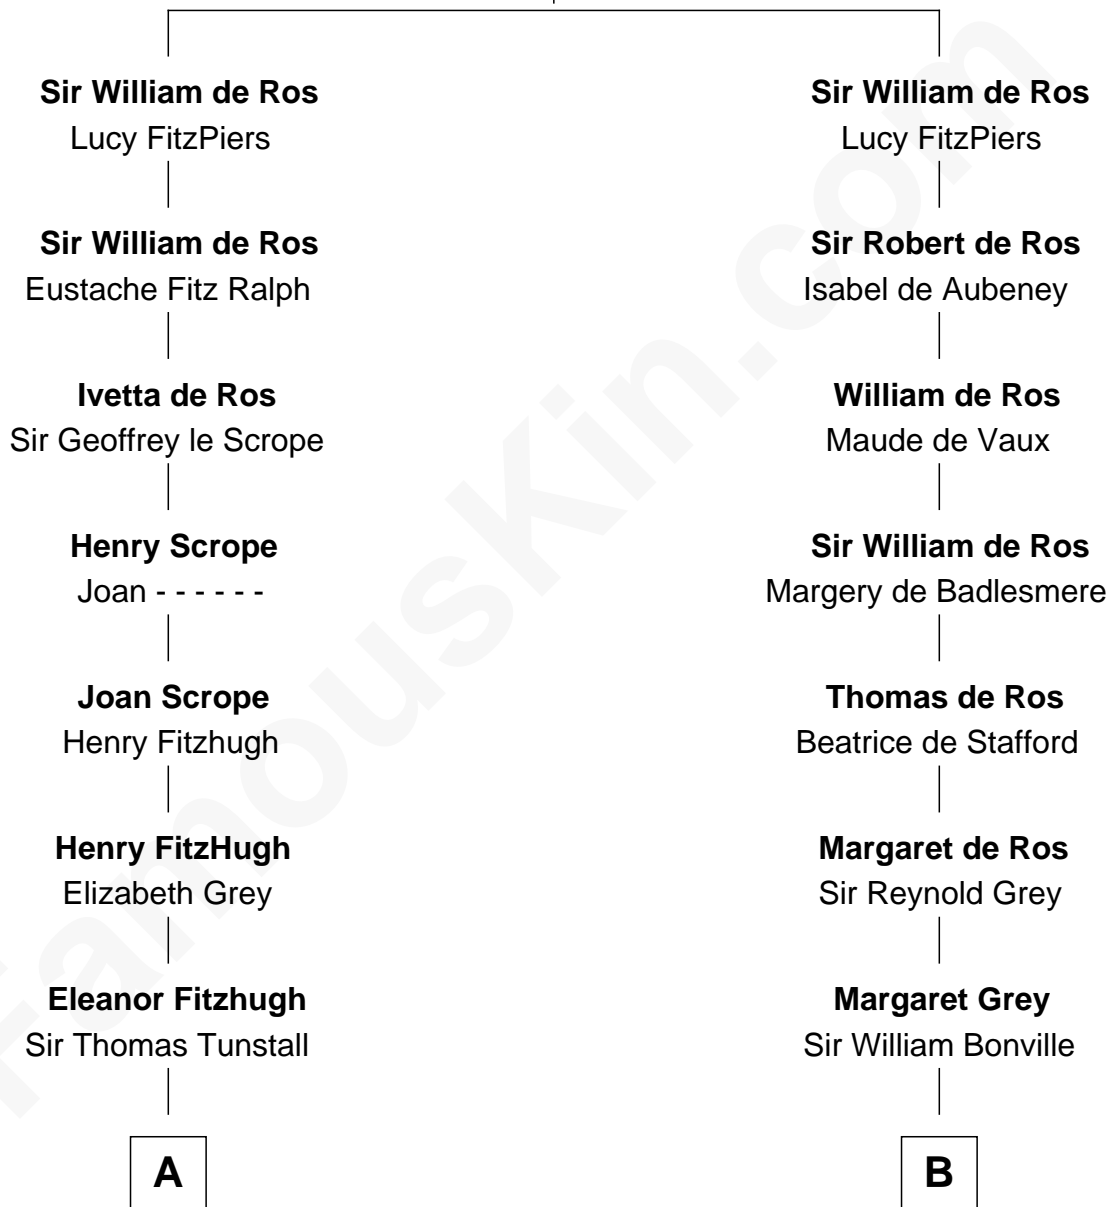 Sir William de Ros
Lucy FitzPiers
Sir William de Ros
Eustache Fitz Ralph
Ivetta de Ros
Sir Geoffrey le Scrope
Henry Scrope
Joan - - - - - -
Joan Scrope
Henry Fitzhugh
Henry FitzHugh
Elizabeth Grey
Eleanor Fitzhugh
Sir Thomas Tunstall
A
Sir William de Ros
Lucy FitzPiers
Sir Robert de Ros
Isabel de Aubeney
William de Ros
Maude de Vaux
Sir William de Ros
Margery de Badlesmere
Thomas de Ros
Beatrice de Stafford
Margaret de Ros
Sir Reynold Grey
Margaret Grey
Sir William Bonville
B
FamousKin.com